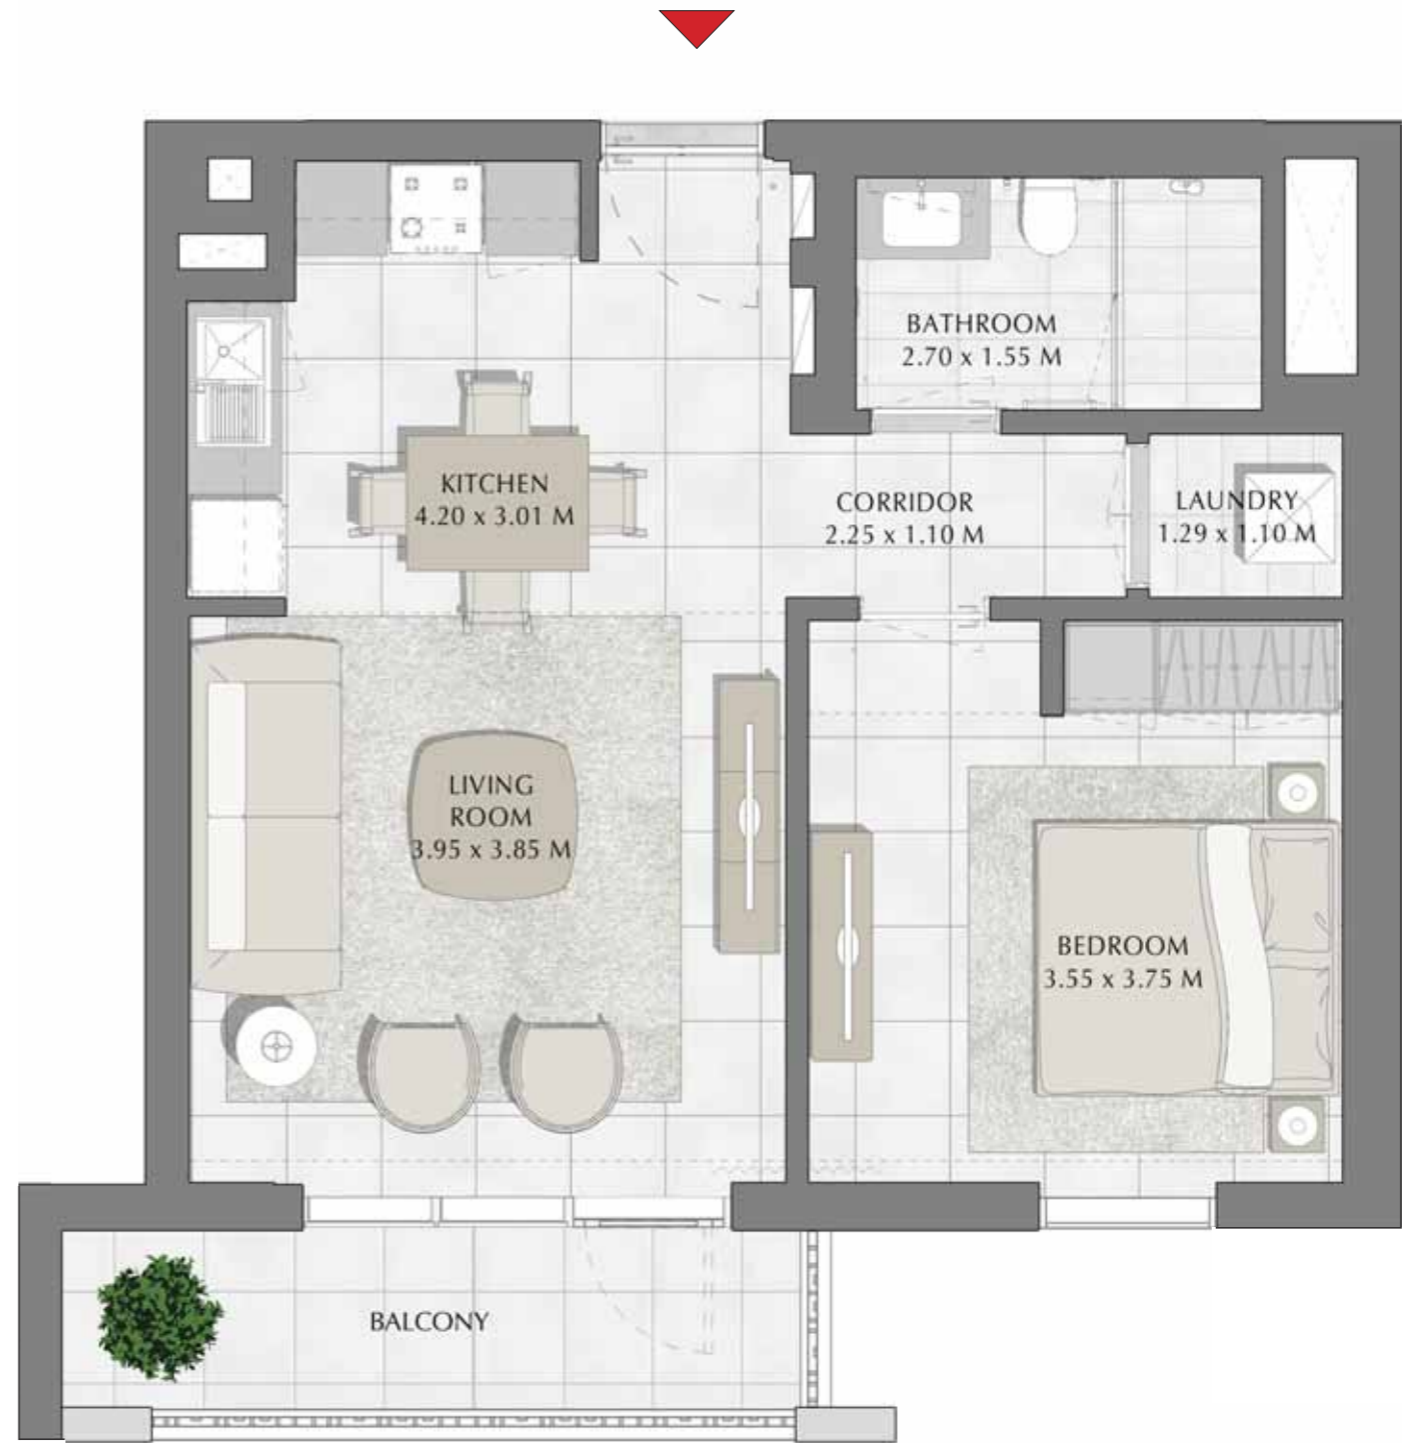 BATHROOM
2.70 x 1.55 M
KITCHEN
4.20 x 3.01 M
CORRIDOR
2.25 x 1.10 M
LAUNDRY
1.29 x 1.10 M
LIVING
ROOM
3.95 x 3.85 M
BEDROOM
3.55 x 3.75 M
BALCONY